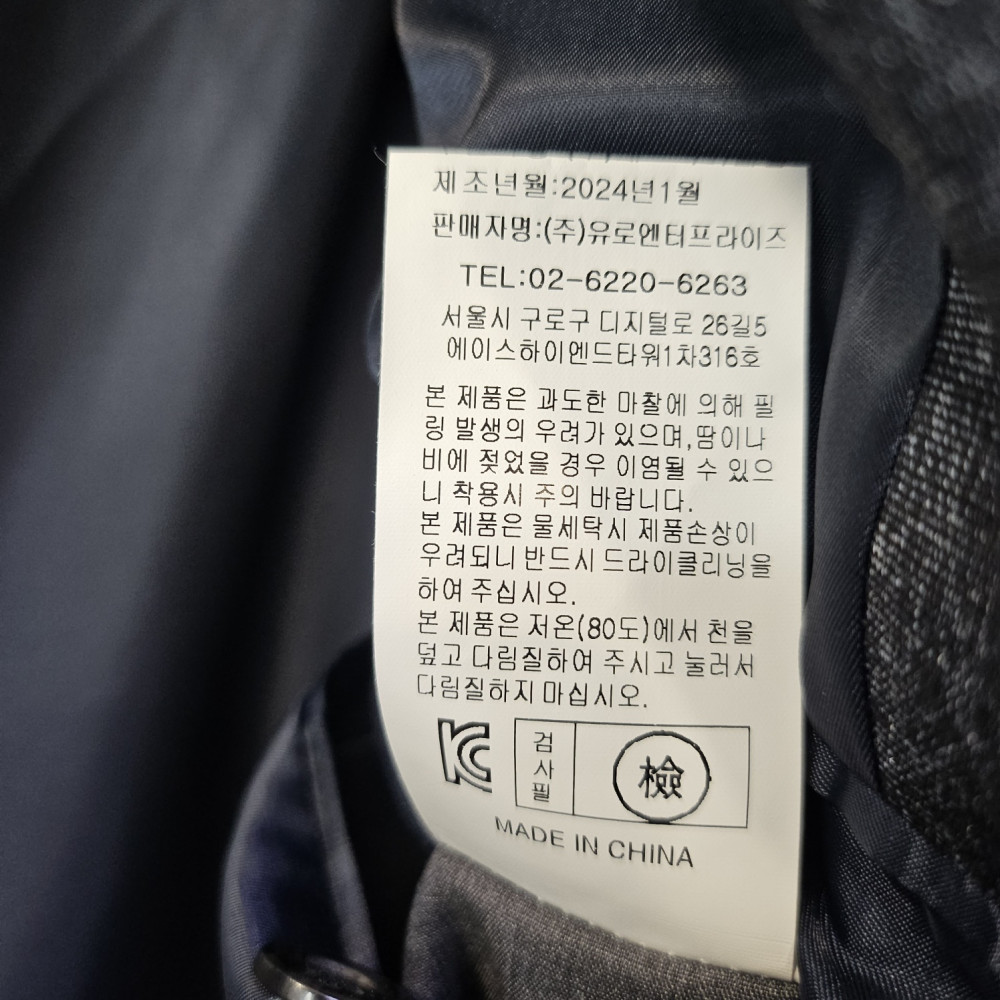 제조년월:2024년1월
판매자명:(주)유로엔터프라이즈
TEL:02-6220-6263
서울시 구로구 디지털로 26길5
에이스하이엔드타워1차316호
본 제품은 과도한 마찰에 의해 필
링 발생의 우려가 있으며,땀이나
비에 젖었을 경우 이염될 수 있으
니 착용시 주의 바랍니다.
본 제품은 물세탁시 제품손상이
우려되니 반드시 드라이클리닝을
하여 주십시오.
본 제품은 저온(80도)에서 천을
덮고 다림질하여 주시고 눌러서
다림질하지 마십시오.
KC 검사필 檢
MADE IN CHINA